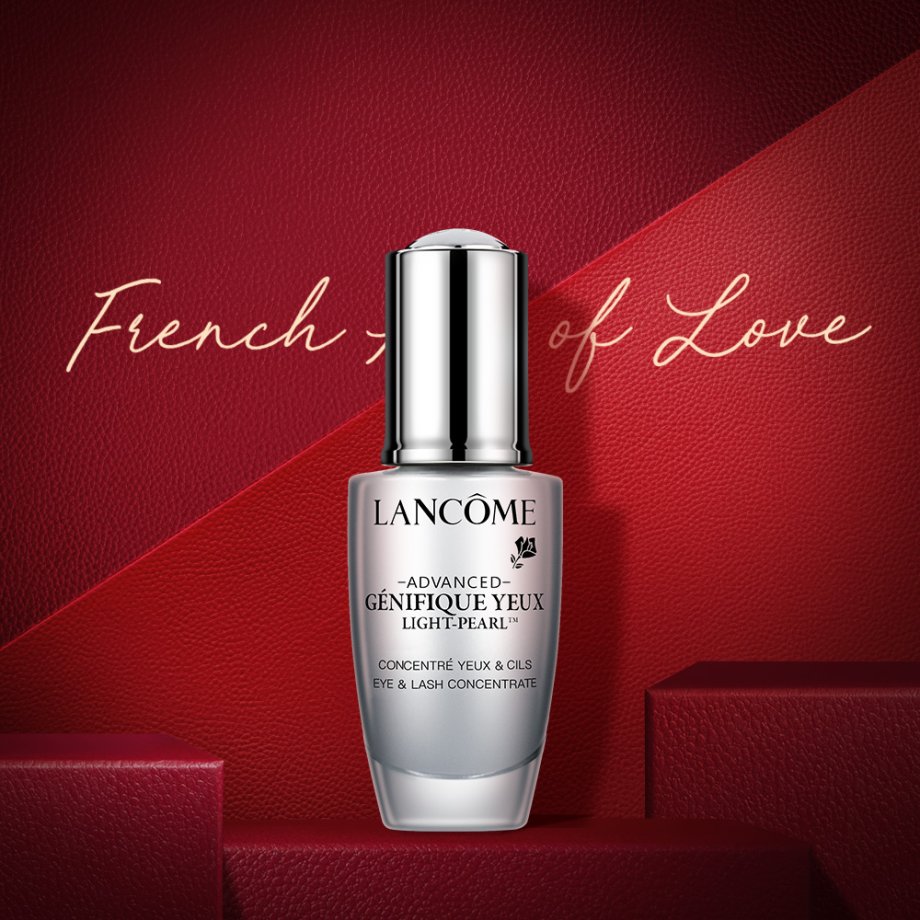 French of Love
LANCÔME
-ADVANCED-
GÉNIFIQUE YEUX
LIGHT-PEARL™
CONCENTRÉ YEUX & CILS
EYE & LASH CONCENTRATE